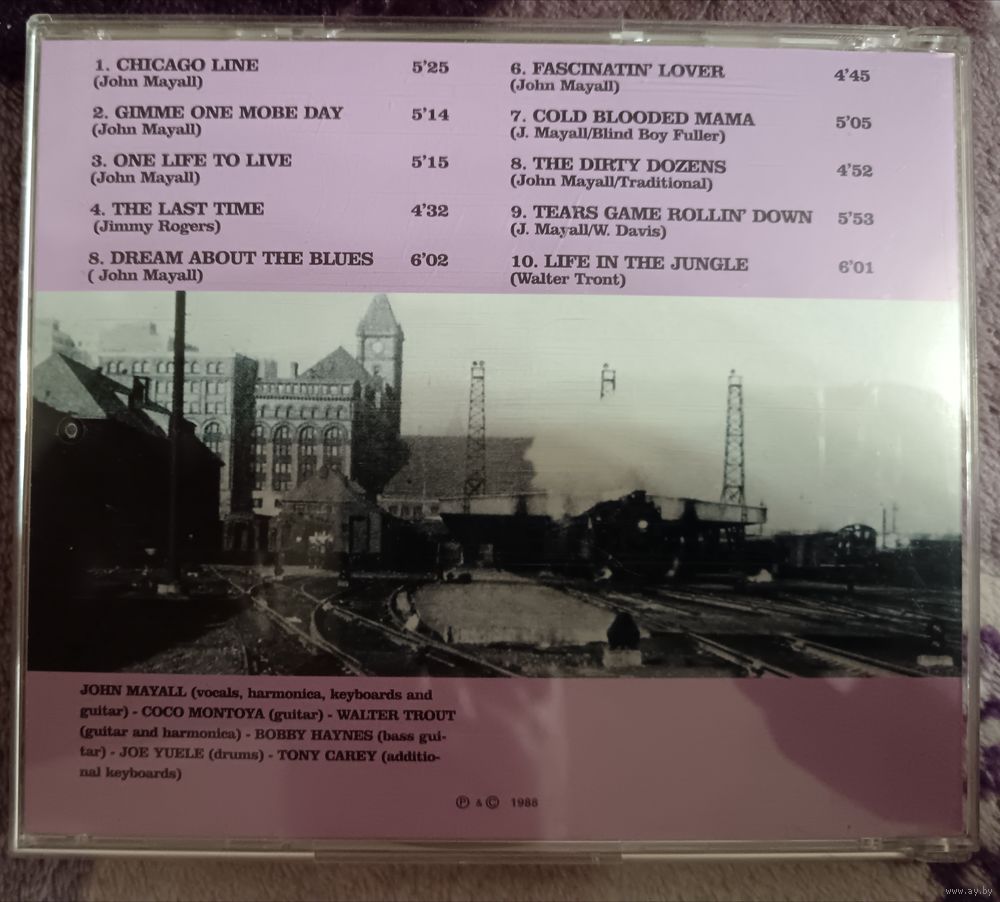 1. CHICAGO LINE 5'25
(John Mayall)
2. GIMME ONE MOBE DAY 5'14
(John Mayall)
3. ONE LIFE TO LIVE 5'15
(John Mayall)
4. THE LAST TIME 4'32
(Jimmy Rogers)
8. DREAM ABOUT THE BLUES 6'02
( John Mayall)
6. FASCINATIN' LOVER 4'45
(John Mayall)
7. COLD BLOODED MAMA 5'05
(J. Mayall/Blind Boy Fuller)
8. THE DIRTY DOZENS 4'52
(John Mayall/Traditional)
9. TEARS GAME ROLLIN' DOWN 5'53
(J. Mayall/W. Davis)
10. LIFE IN THE JUNGLE 6'01
(Walter Tront)
JOHN MAYALL (vocals, harmonica, keyboards and
guitar) - COCO MONTOYA (guitar) - WALTER TROUT
(guitar and harmonica) - BOBBY HAYNES (bass gui-
tar) - JOE YUELE (drums) - TONY CAREY (additio-
nal keyboards)
℗ & © 1988
www.ay.by